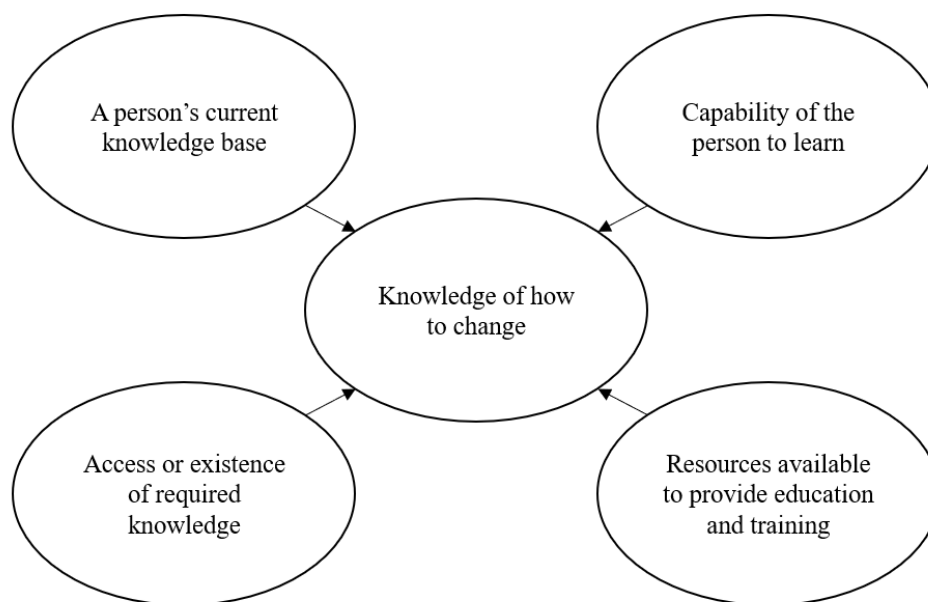 A person’s current
knowledge base
Capability of the
person to learn
Knowledge of how
to change
Access or existence
of required
knowledge
Resources available
to provide education
and training